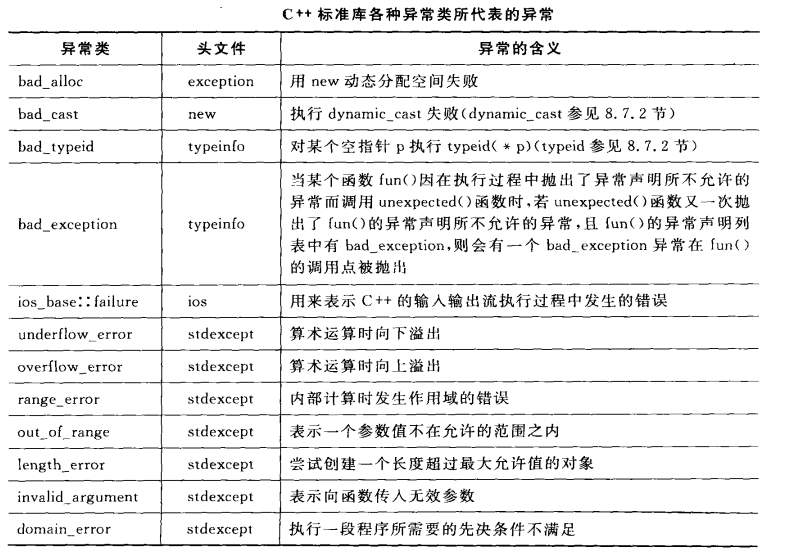 C++ 标准库各种异常类所代表的异常
异常类 头文件 异常的含义
bad_alloc exception 用 new 动态分配空间失败
bad_cast new 执行 dynamic_cast 失败(dynamic_cast 参见 8.7.2 节)
bad_typeid typeinfo 对某个空指针 p 执行 typeid( * p)(typeid 参见 8.7.2 节)
当某个函数 fun()因在执行过程中抛出了异常声明所不允许的
异常而调用 unexpected()函数时,若 unexpected()函数又一次抛
bad_exception typeinfo 出了 fun()的异常声明所不允许的异常,且 fun()的异常声明列
表中有 bad_exception,则会有一个 bad_exception 异常在 fun()
的调用点被抛出
ios_base::failure ios 用来表示 C++ 的输入输出流执行过程中发生的错误
underflow_error stdexcept 算术运算时向下溢出
overflow_error stdexcept 算术运算时向上溢出
range_error stdexcept 内部计算时发生作用域的错误
out_of_range stdexcept 表示一个参数值不在允许的范围之内
length_error stdexcept 尝试创建一个长度超过最大允许值的对象
invalid_argument stdexcept 表示向函数传入无效参数
domain_error stdexcept 执行一段程序所需要的先决条件不满足